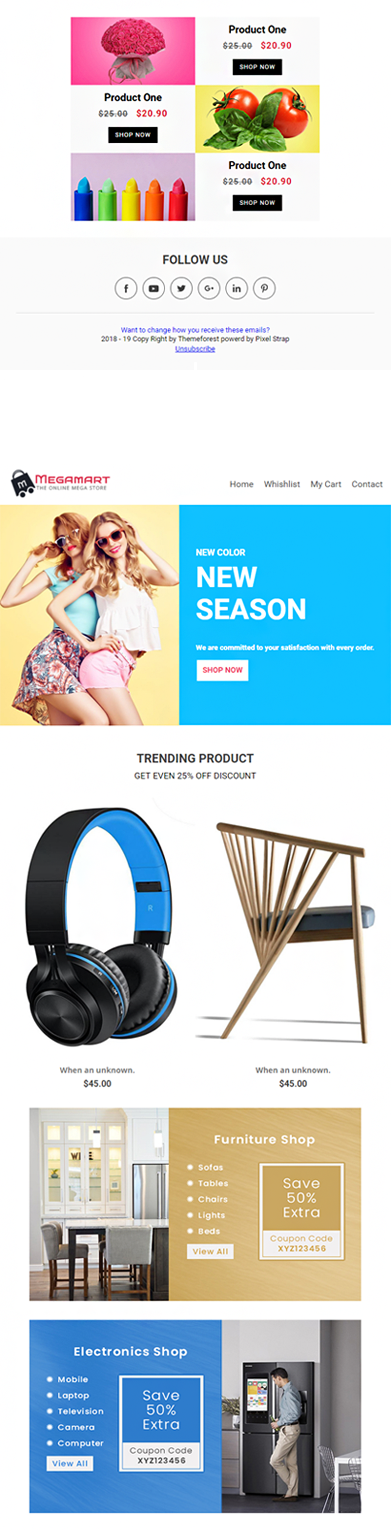 Product One
$25.00 $20.90
SHOP NOW
Product One
$25.00 $20.90
SHOP NOW
Product One
$25.00 $20.90
SHOP NOW
FOLLOW US
Want to change how you receive these emails?
2018 - 19 Copy Right by Themeforest powerd by Pixel Strap
Unsubscribe
M
MEGAMART
THE ONLINE MEGA STORE
Home Whishlist My Cart Contact
NEW COLOR
NEW
SEASON
We are committed to your satisfaction with every order.
SHOP NOW
TRENDING PRODUCT
GET EVEN 25% OFF DISCOUNT
R
When an unknown.
$45.00
When an unknown.
$45.00
Furniture Shop
Sofas
Tables
Chairs
Lights
Beds
View All
Save
50%
Extra
Coupon Code
XYZ123456
Electronics Shop
Mobile
Laptop
Television
Camera
Computer
View All
Save
50%
Extra
Coupon Code
XYZ123456